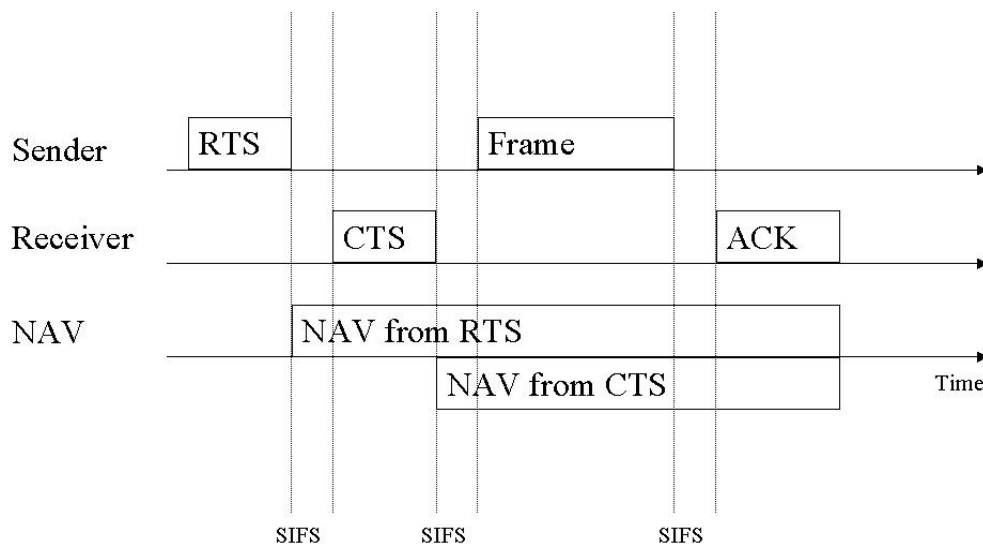 Sender
RTS
Frame
Receiver
CTS
ACK
NAV
NAV from RTS
NAV from CTS
Time
SIFS
SIFS
SIFS